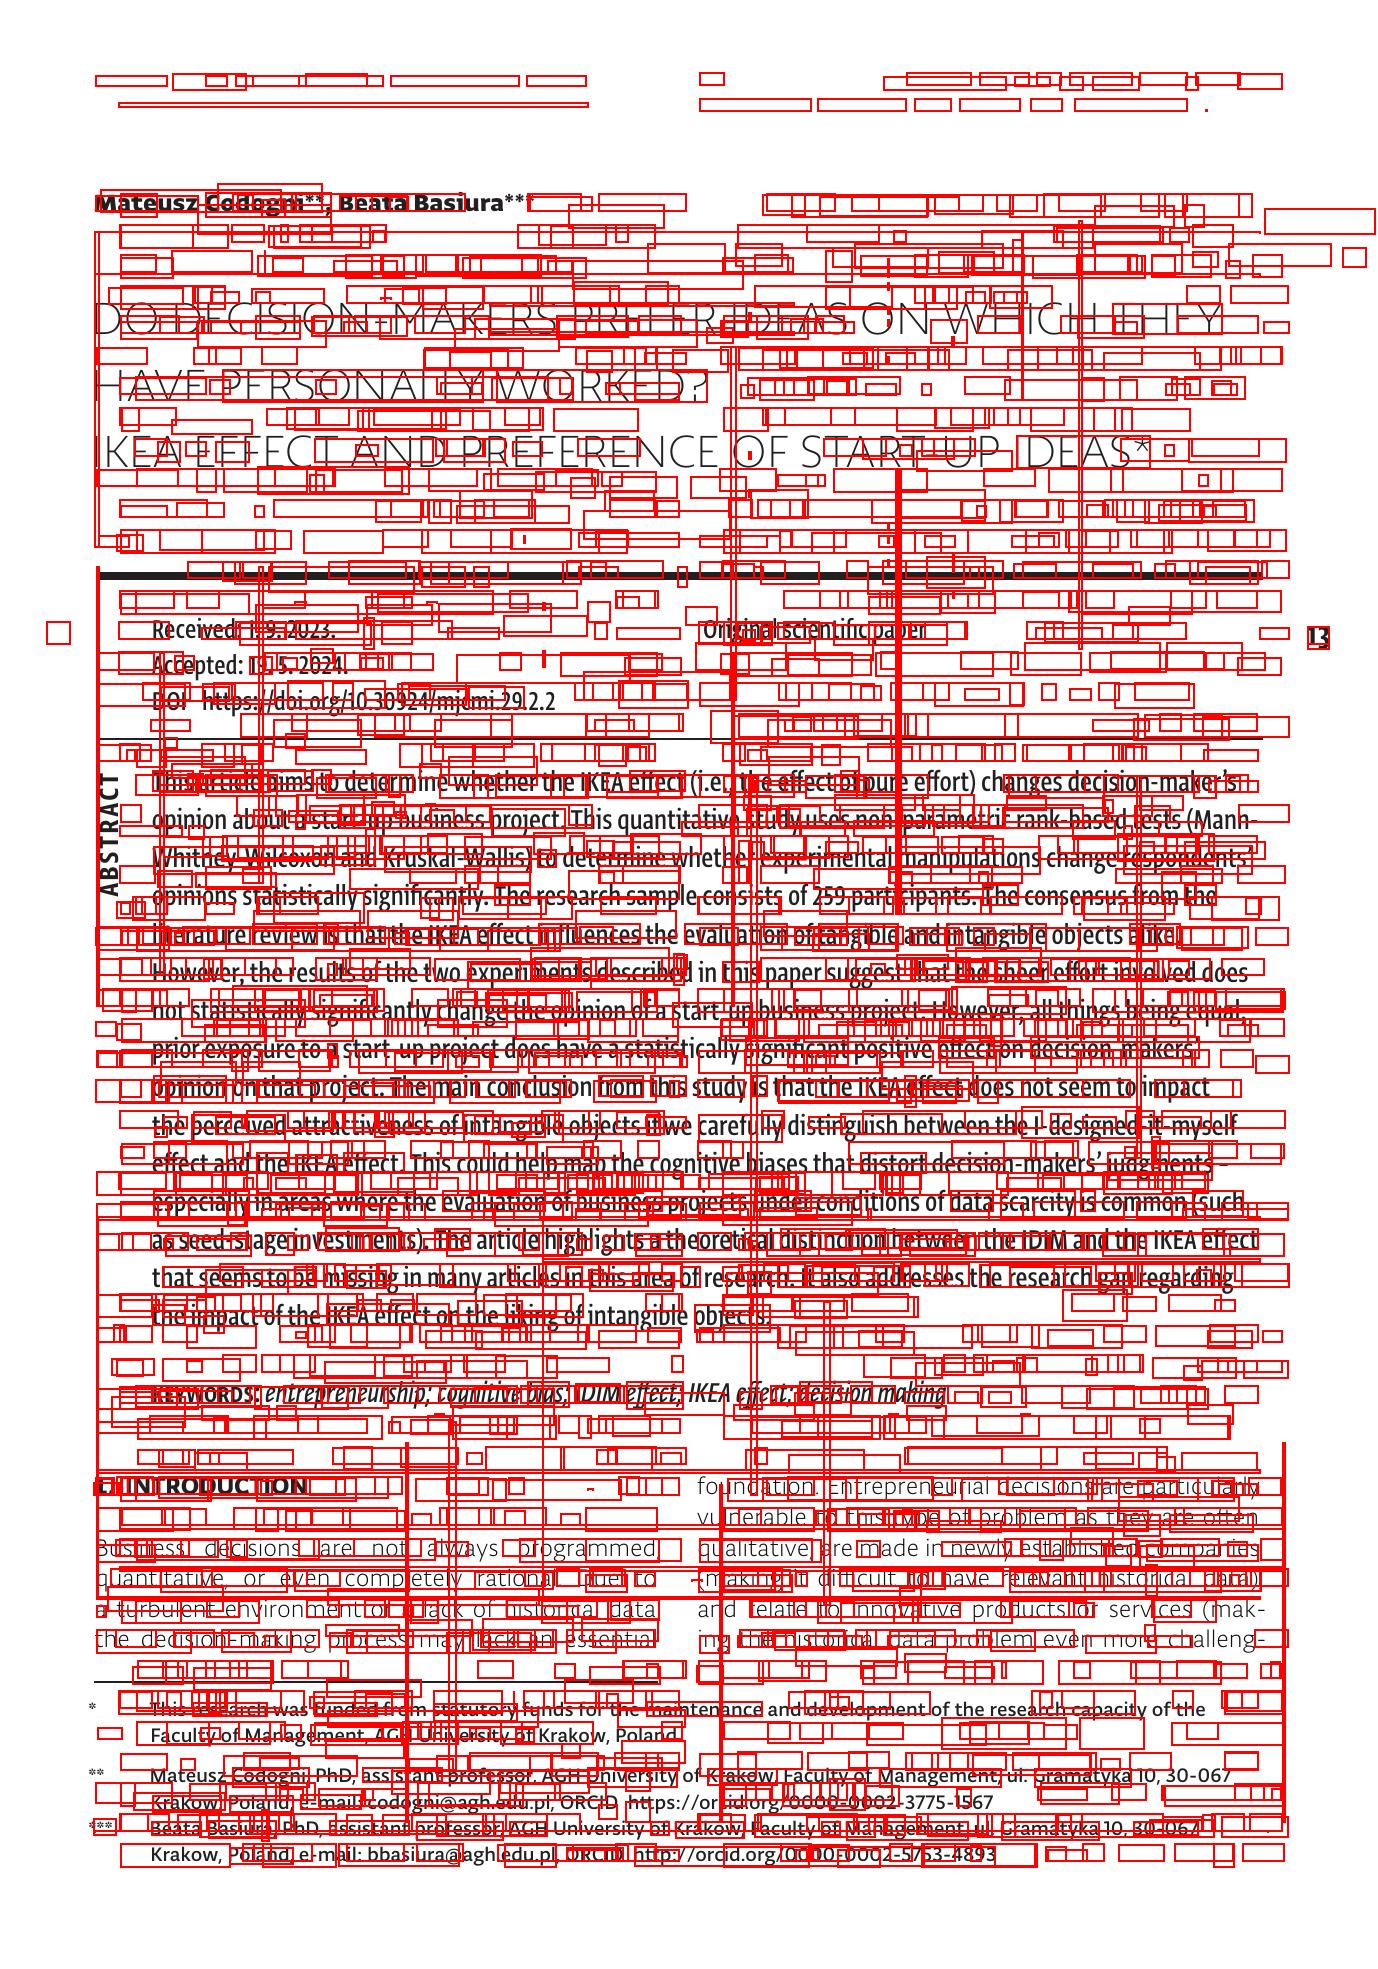 Mateusz Codogni**, Beata Basiura***
DO DECISION-MAKERS PREFER IDEAS ON WHICH THEY
HAVE PERSONALLY WORKED?
IKEA EFFECT AND PREFERENCE OF START-UP IDEAS*
Received: 1. 9. 2023.
Original scientific paper
13
Accepted: 19. 5. 2024.
DOI https://doi.org/10.30924/mjcmi.29.2.2
ABSTRACT
This article aims to determine whether the IKEA effect (i.e., the effect of pure effort) changes decision-maker's
opinion about a start-up business project. This quantitative study uses non-parametric rank-based tests (Mann-
Whitney-Wilcoxon and Kruskal-Wallis) to determine whether experimental manipulations change respondents'
opinions statistically significantly. The research sample consists of 259 participants. The consensus from the
literature review is that the IKEA effect influences the evaluation of tangible and intangible objects alike.
However, the results of the two experiments described in this paper suggest that the sheer effort involved does
not statistically significantly change the opinion of a start-up business project. However, all things being equal,
prior exposure to a start-up project does have a statistically significant positive effect on decision-makers'
opinion on that project. The main conclusion from this study is that the IKEA effect does not seem to impact
the perceived attractiveness of intangible objects if we carefully distinguish between the I-designed-it-myself
effect and the IKEA effect. This could help map the cognitive biases that distort decision-makers' judgments –
especially in areas where the evaluation of business projects under conditions of data scarcity is common (such
as seed-stage investments). The article highlights a theoretical distinction between the IDIM and the IKEA effect
that seems to be missing in many articles in this area of research. It also addresses the research gap regarding
the impact of the IKEA effect on the liking of intangible objects.
KEYWORDS: entrepreneurship; cognitive bias; IDIM effect; IKEA effect; decision making
1. INTRODUCTION
Business decisions are not always programmed
quantitative, or even completely rational. Due to
a turbulent environment or a lack of historical data
the decision-making process may lack an essential
foundation. Entrepreneurial decisions are particularly
vulnerable to this type of problem as they are often
qualitative, are made in newly established companies
(making it difficult to have relevant historical data)
and relate to innovative products or services (mak-
ing the historical data problem even more challeng-
* This research was funded from statutory funds for the maintenance and development of the research capacity of the
Faculty of Management, AGH University of Krakow, Poland.
** Mateusz Codogni, PhD, assistant professor. AGH University of Krakow, Faculty of Management, ul. Gramatyka 10, 30-067
Krakow, Poland, e-mail: codogni@agh.edu.pl, ORCID https://orcid.org/0000-0002-3775-1567
*** Beata Basiura, PhD, assistant professor, AGH University of Krakow, Faculty of Management, ul. Gramatyka 10, 30-067
Krakow, Poland, e-mail: bbasiura@agh.edu.pl, ORCID http://orcid.org/0000-0002-5753-4893